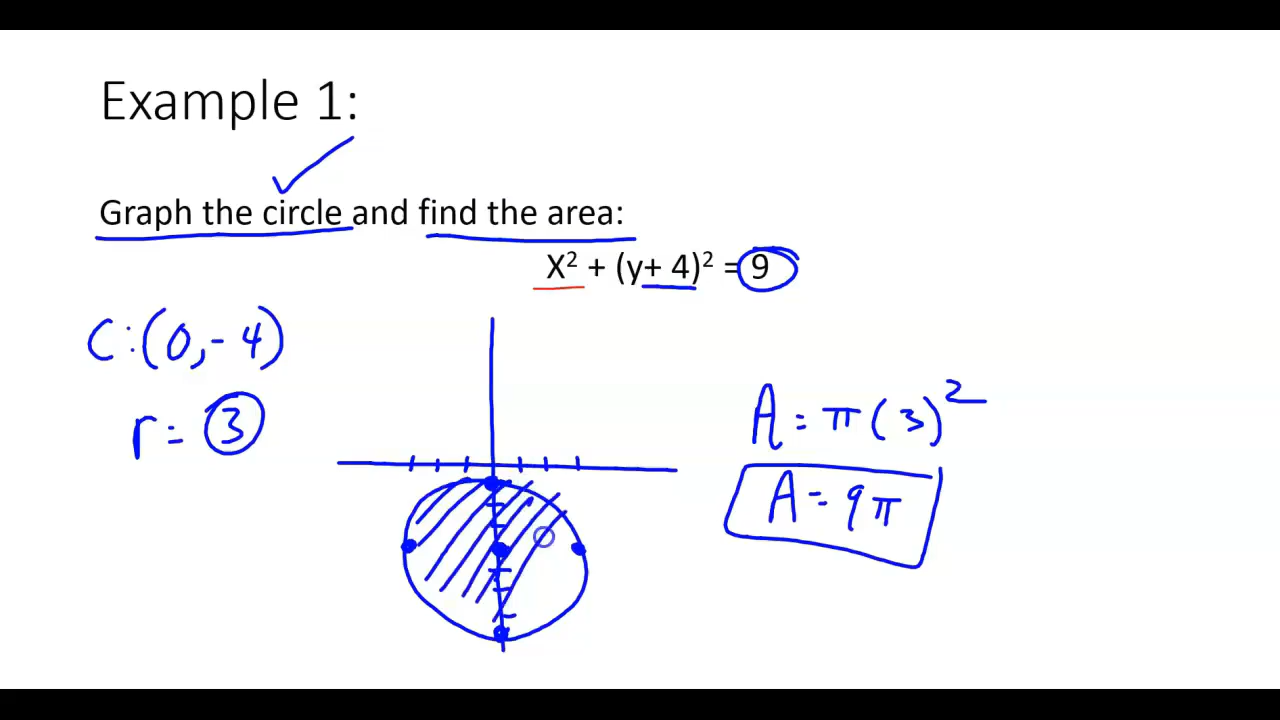 Example 1:
Graph the circle and find the area:
X² + (y+ 4)² = 9
C:(0,-4)
r= 3
A = π(3)²
A = 9π